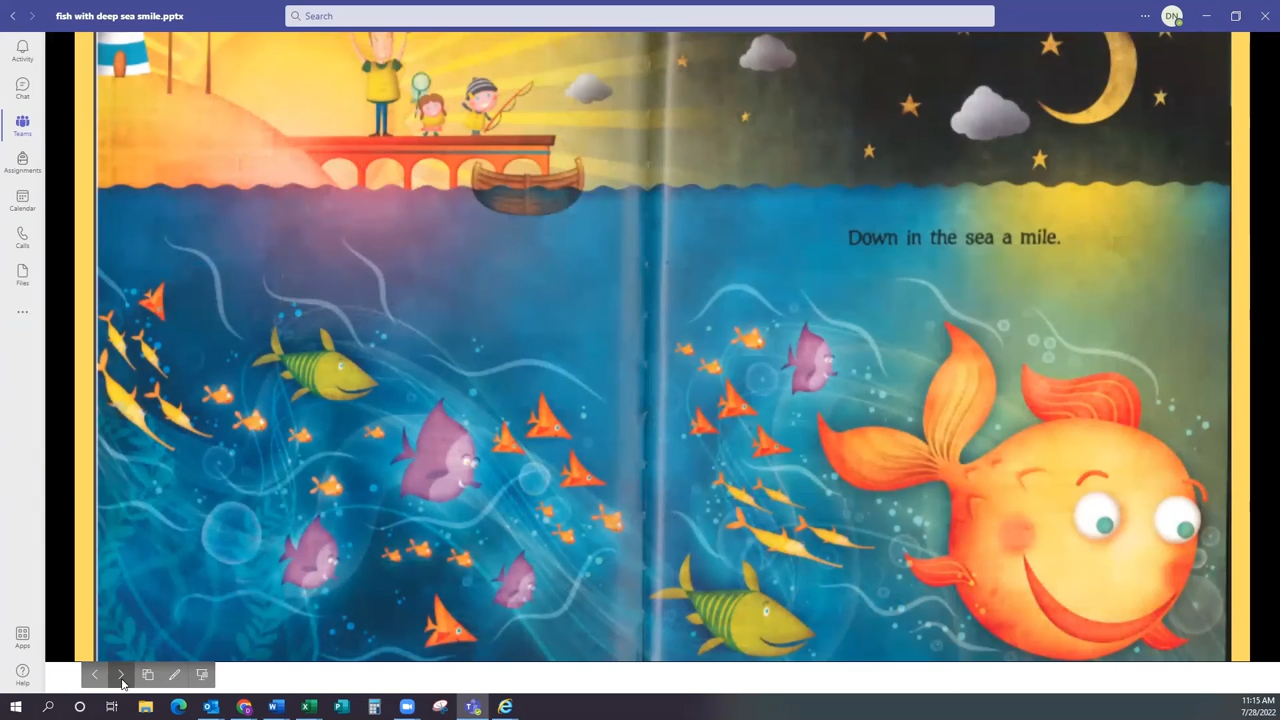 fish with deep sea smile.pptx
Search
DN
Activity
Chat
Teams
Assignments
Calendar
Calls
Files
Apps
Help
Down in the sea a mile.
11:15 AM
7/28/2022